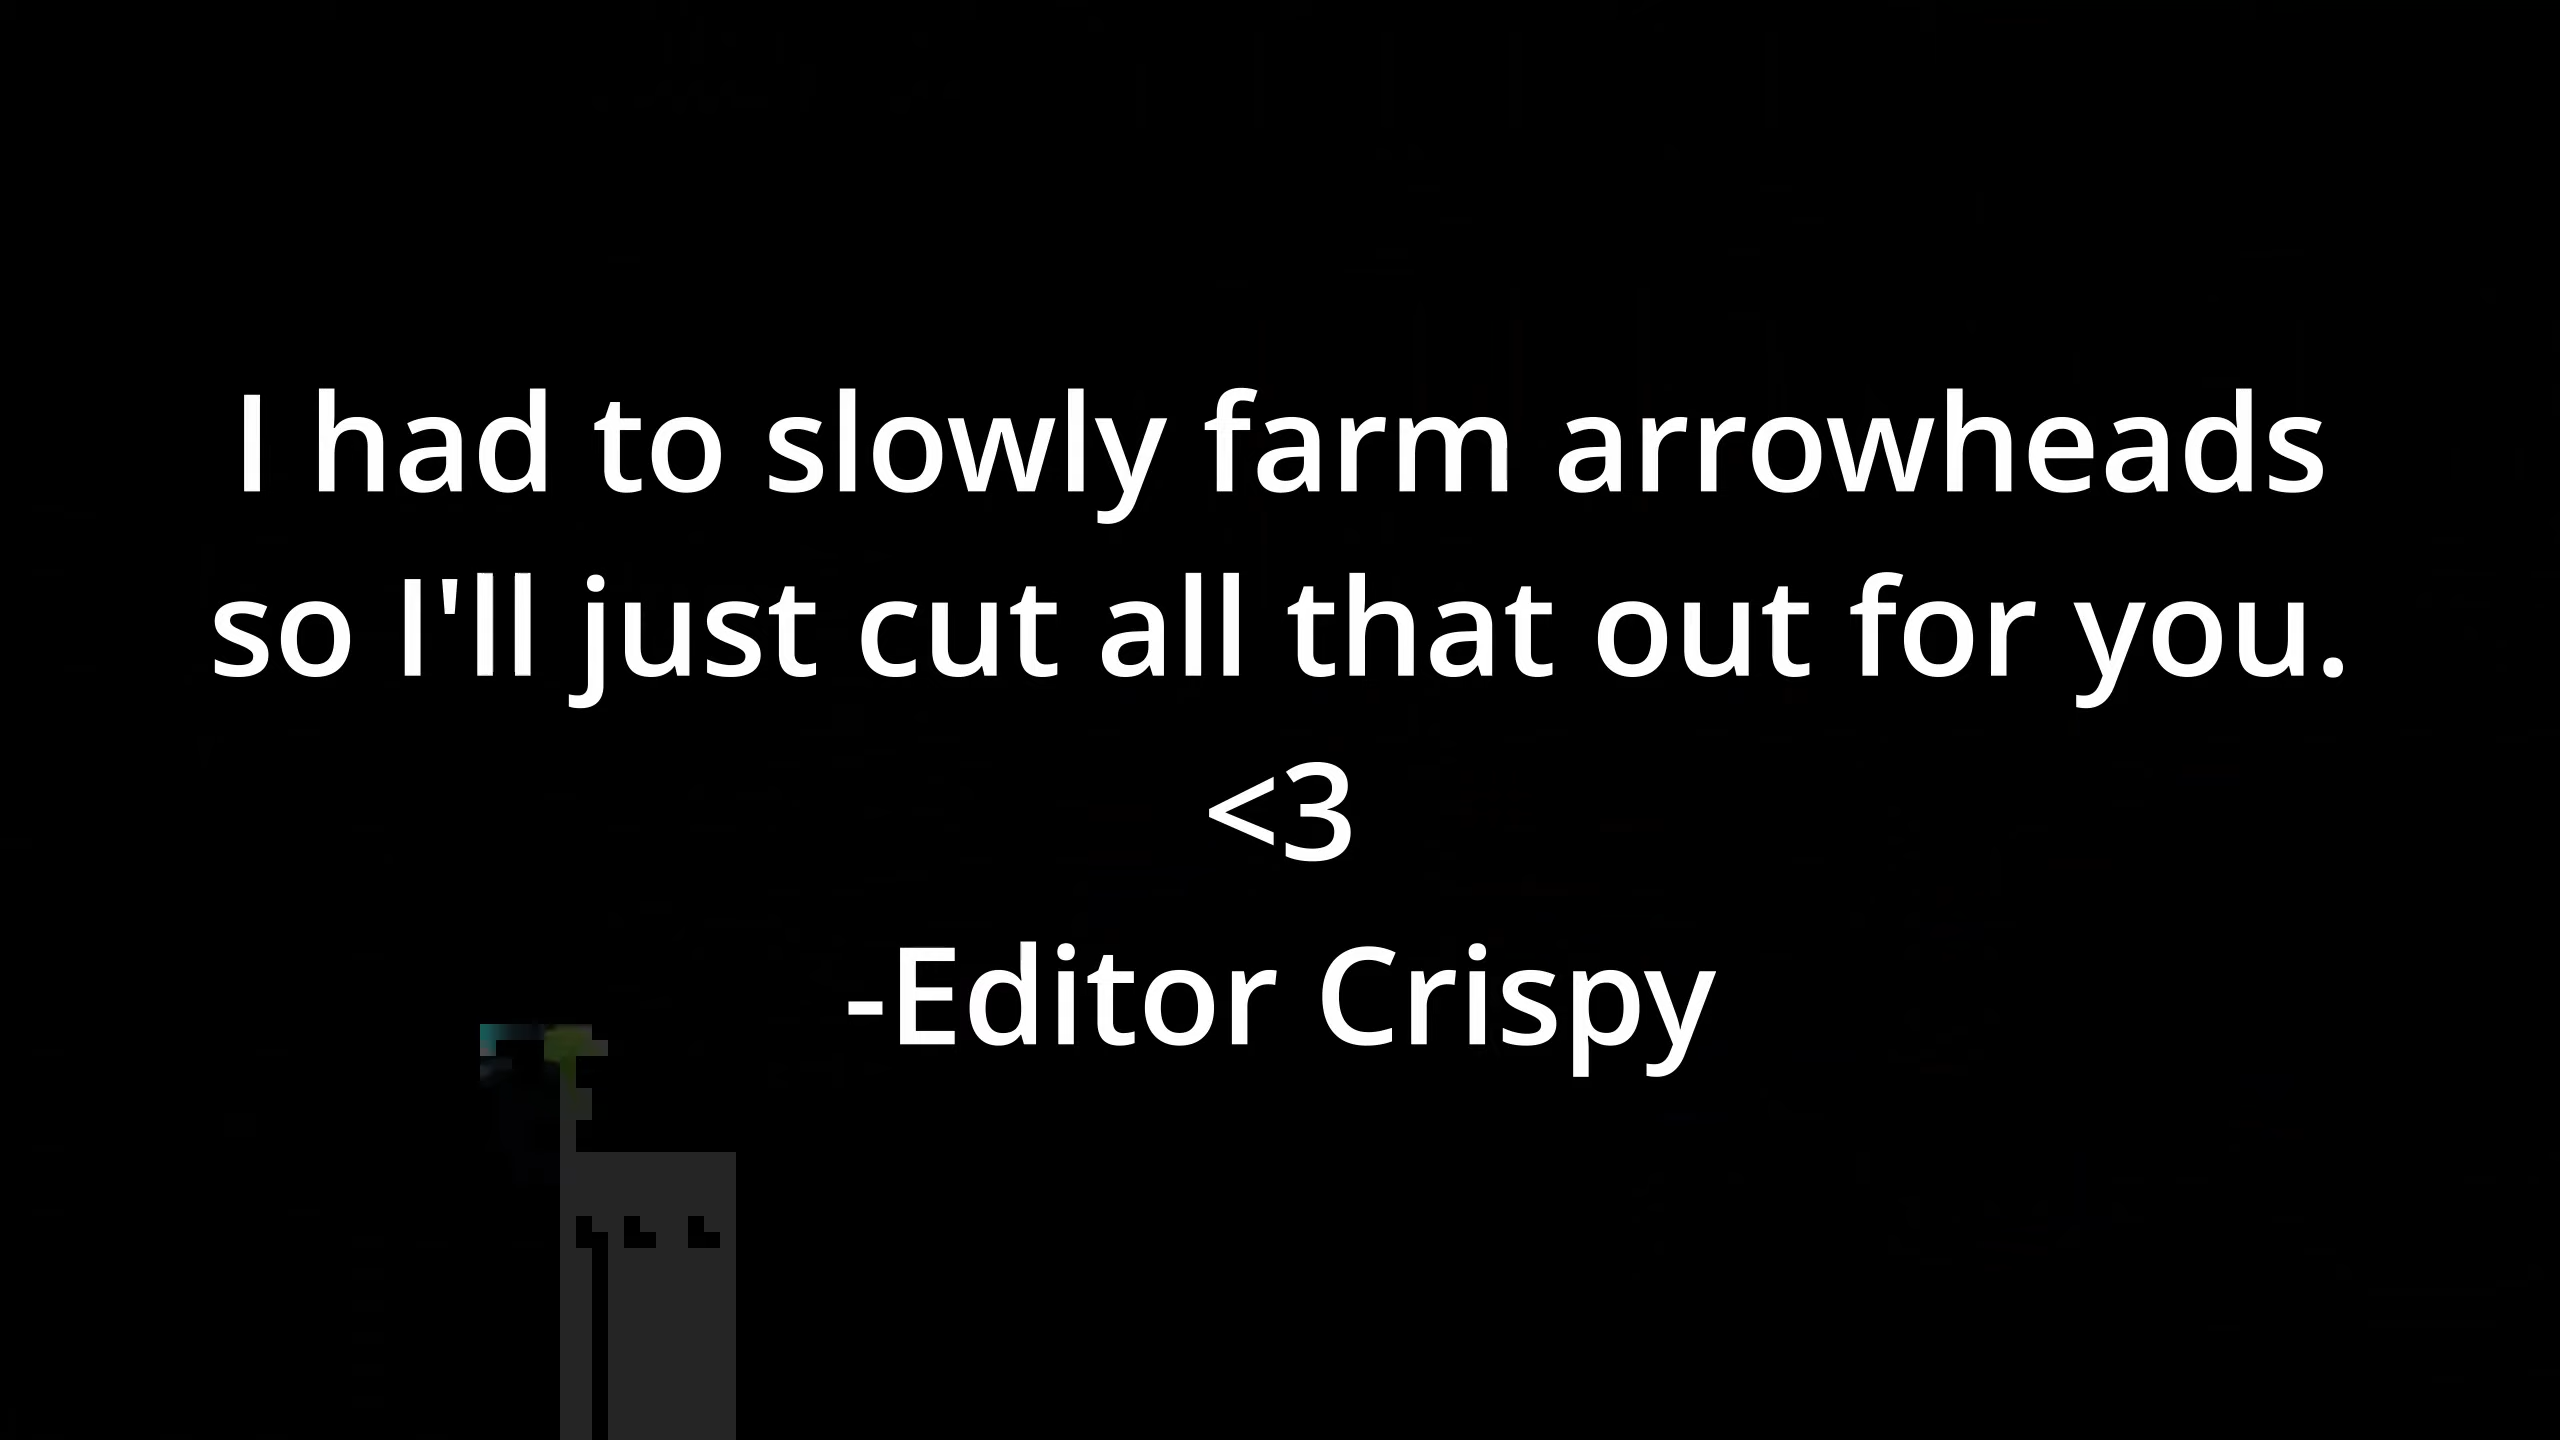 I had to slowly farm arrowheads
so I'll just cut all that out for you.
<3
-Editor Crispy